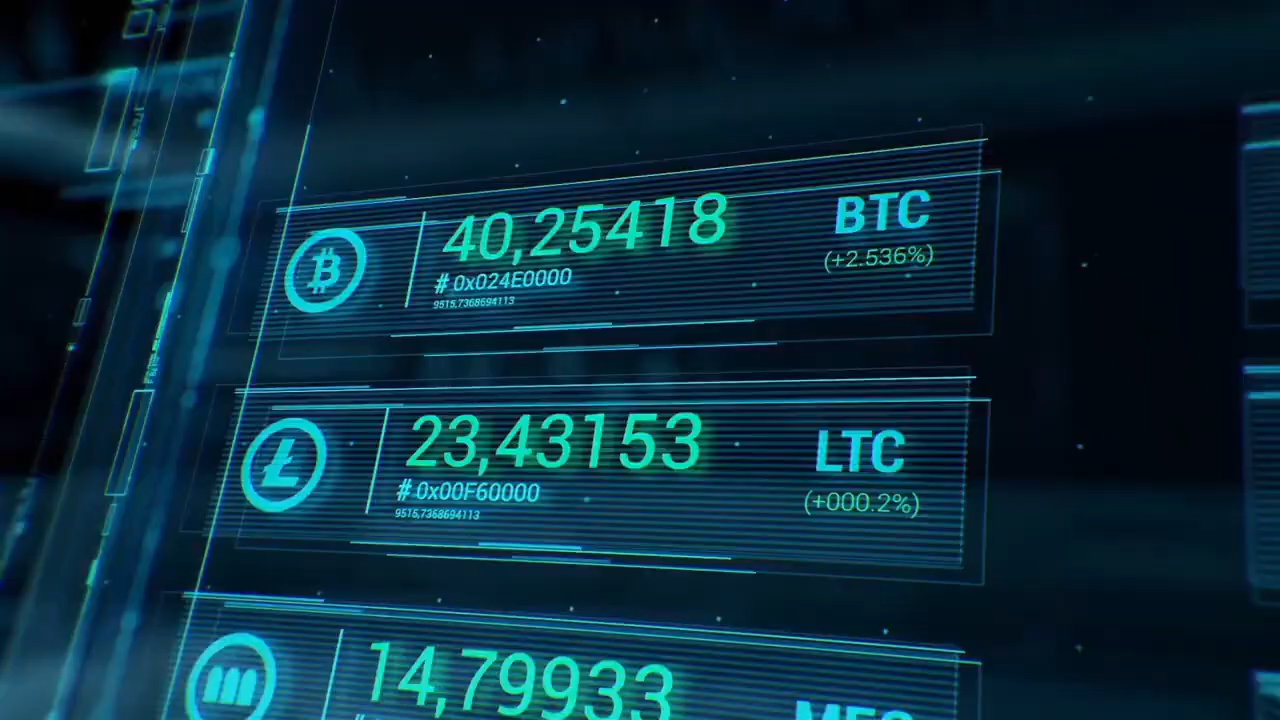 40,25418
BTC
# 0x024E0000
(+2.536%)
9515,7368694113
23,43153
LTC
# 0x00F60000
(+000.2%)
9515,7368694113
14,79933